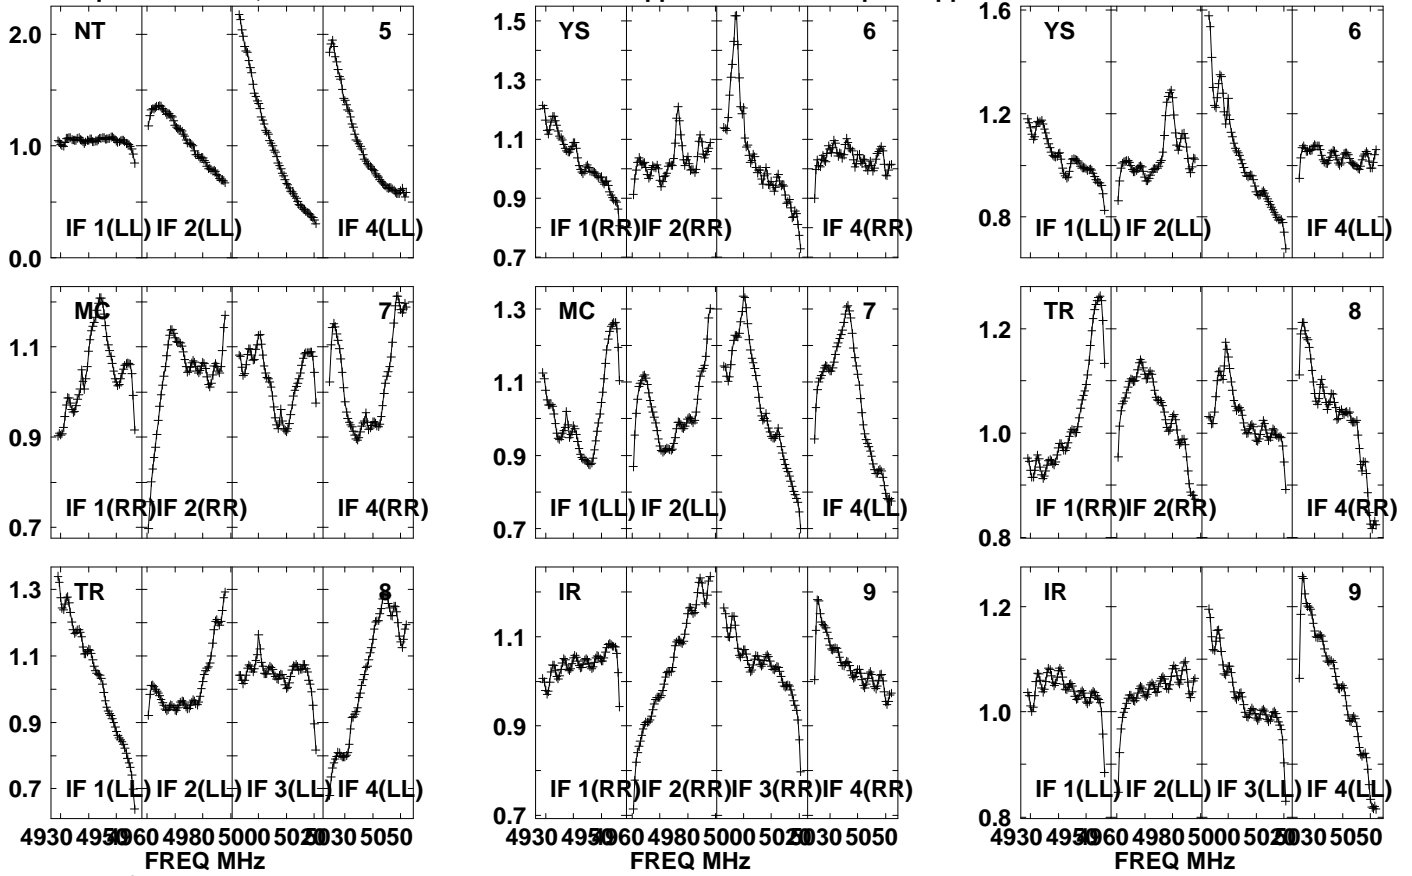 NT 5
2.0
1.0
0.0
IF 1(LL) IF 2(LL) IF 4(LL)
YS 6
1.5
1.3
1.1
0.9
0.7
IF 1(RR) IF 2(RR) IF 4(RR)
YS 6
1.6
1.2
0.8
IF 1(LL) IF 2(LL) IF 4(LL)
MC 7
1.1
0.9
0.7
IF 1(RR) IF 2(RR) IF 4(RR)
MC 7
1.3
1.1
0.9
0.7
IF 1(LL) IF 2(LL) IF 4(LL)
TR 8
1.2
1.0
0.8
IF 1(RR) IF 2(RR) IF 4(RR)
TR 8
1.3
1.1
0.9
0.7
IF 1(LL) IF 2(LL) IF 3(LL) IF 4(LL)
4930 4950 4960 4980 5000 5020 5030 5050
FREQ MHz
IR 9
1.1
0.9
0.7
IF 1(RR) IF 2(RR) IF 3(RR) IF 4(RR)
4930 4950 4960 4980 5000 5020 5030 5050
FREQ MHz
IR 9
1.2
1.0
0.8
IF 1(LL) IF 2(LL) IF 3(LL) IF 4(LL)
4930 4950 4960 4980 5000 5020 5030 5050
FREQ MHz